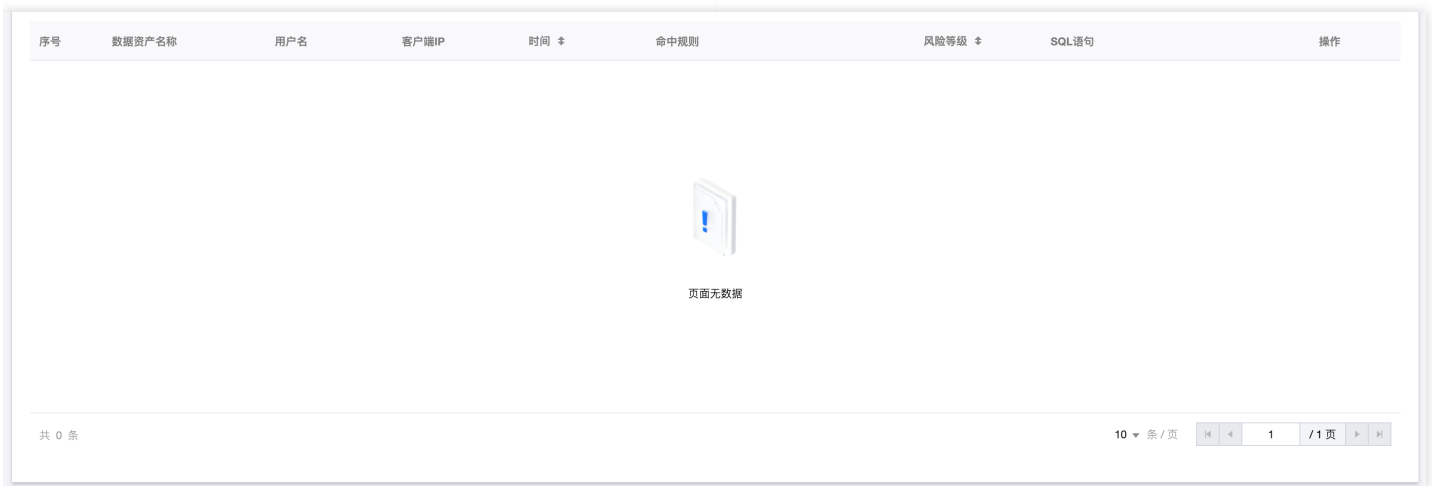 序号 数据资产名称 用户名 客户端IP 时间 命中规则 风险等级 SQL语句 操作
页面无数据
共 0 条 10 条 / 页 1 / 1 页